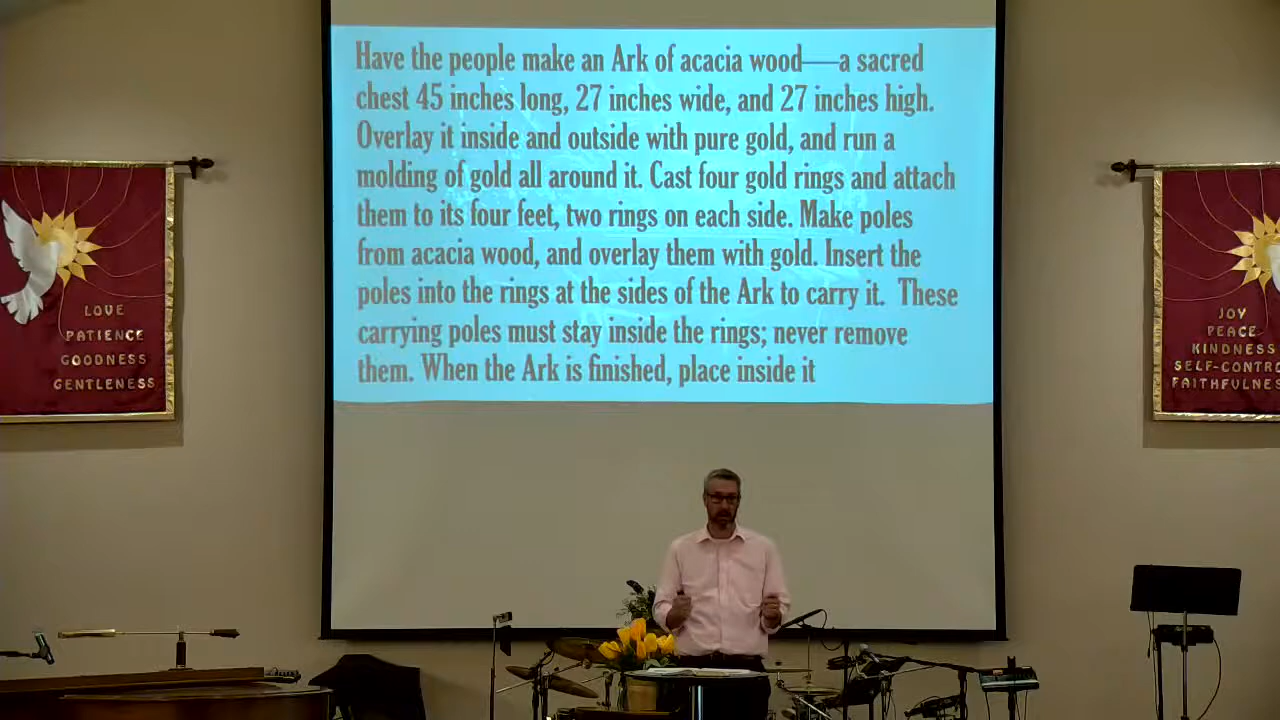 Have the people make an Ark of acacia wood—a sacred
chest 45 inches long, 27 inches wide, and 27 inches high.
Overlay it inside and outside with pure gold, and run a
molding of gold all around it. Cast four gold rings and attach
them to its four feet, two rings on each side. Make poles
from acacia wood, and overlay them with gold. Insert the
poles into the rings at the sides of the Ark to carry it. These
carrying poles must stay inside the rings; never remove
them. When the Ark is finished, place inside it
LOVE
PATIENCE
GOODNESS
GENTLENESS
JOY
PEACE
KINDNESS
SELF-CONTRO
FAITHFULNE